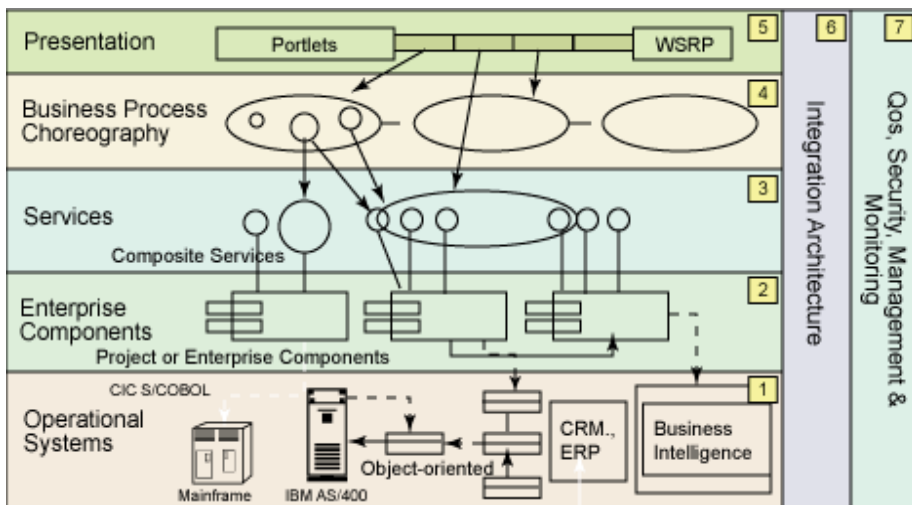 Presentation
Portlets
WSRP
5
Business Process
Choreography
4
Services
3
Composite Services
Enterprise
Components
2
Project or Enterprise Components
CIC S/COBOL
1
Operational
Systems
Mainframe
IBM AS/400
Object-oriented
CRM.,
ERP
Business
Intelligence
6
Integration Architecture
7
Qos, Security, Management &
Monitoring